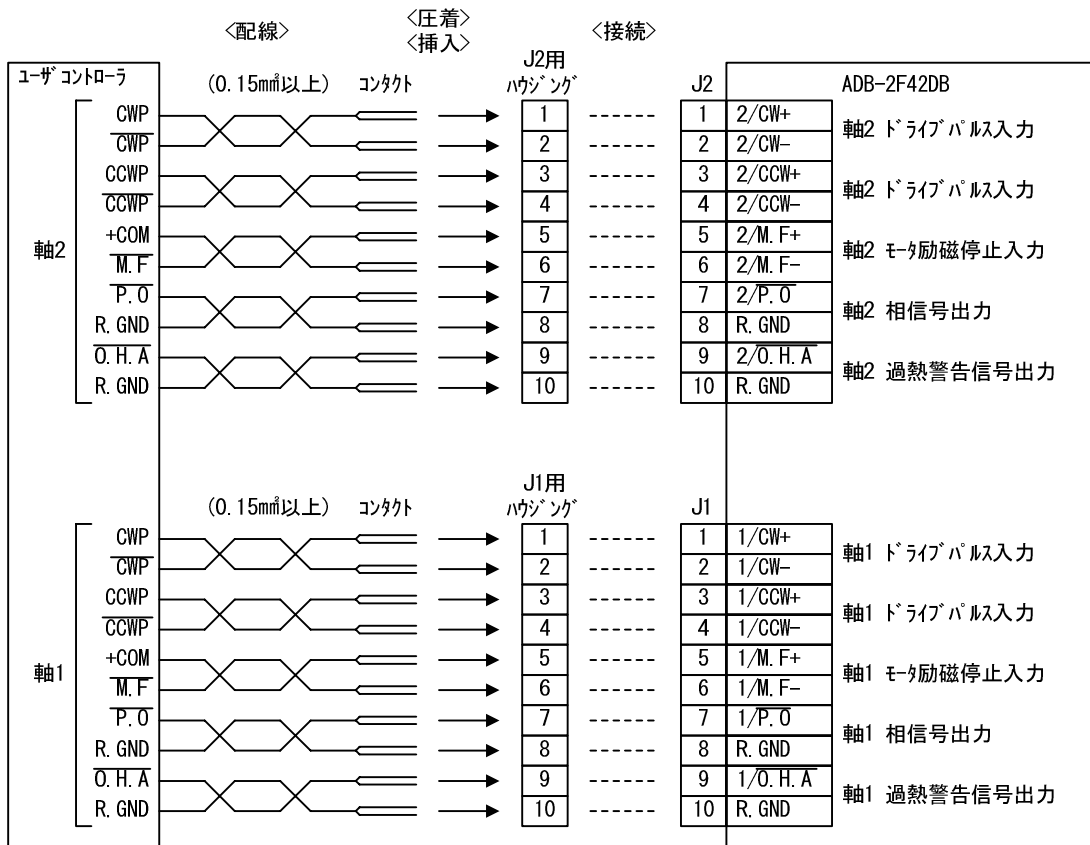 〈配線〉 〈圧着〉 〈接続〉
〈挿入〉
ﾕｰｻﾞｺﾝﾄﾛｰﾗ (0.15m㎡以上) ｺﾝﾀｸﾄ J2用 ﾊｳｼﾞﾝｸﾞ J2 ADB-2F42DB
軸2
CWP 1 1 2/CW+ 軸2 ﾄﾞﾗｲﾌﾞﾊﾟﾙｽ入力
C̅W̅P̅ 2 2 2/CW-
CCWP 3 3 2/CCW+ 軸2 ﾄﾞﾗｲﾌﾞﾊﾟﾙｽ入力
C̅C̅W̅P̅ 4 4 2/CCW-
+COM 5 5 2/M.F+ 軸2 ﾓｰﾀ励磁停止入力
M̅.̅F̅ 6 6 2/M.F-
P̅.̅O̅ 7 7 2/P̅.̅O̅ 軸2 相信号出力
R.GND 8 8 R.GND
O̅.̅H̅.̅A̅ 9 9 2/O̅.̅H̅.̅A̅ 軸2 過熱警告信号出力
R.GND 10 10 R.GND
(0.15m㎡以上) ｺﾝﾀｸﾄ J1用 ﾊｳｼﾞﾝｸﾞ J1
軸1
CWP 1 1 1/CW+ 軸1 ﾄﾞﾗｲﾌﾞﾊﾟﾙｽ入力
C̅W̅P̅ 2 2 1/CW-
CCWP 3 3 1/CCW+ 軸1 ﾄﾞﾗｲﾌﾞﾊﾟﾙｽ入力
C̅C̅W̅P̅ 4 4 1/CCW-
+COM 5 5 1/M.F+ 軸1 ﾓｰﾀ励磁停止入力
M̅.̅F̅ 6 6 1/M.F-
P̅.̅O̅ 7 7 1/P̅.̅O̅ 軸1 相信号出力
R.GND 8 8 R.GND
O̅.̅H̅.̅A̅ 9 9 1/O̅.̅H̅.̅A̅ 軸1 過熱警告信号出力
R.GND 10 10 R.GND